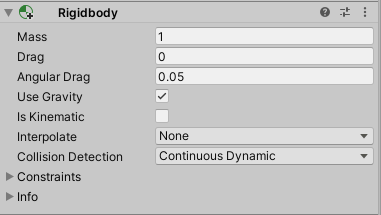 Rigidbody
Mass 1
Drag 0
Angular Drag 0.05
Use Gravity
Is Kinematic
Interpolate None
Collision Detection Continuous Dynamic
Constraints
Info